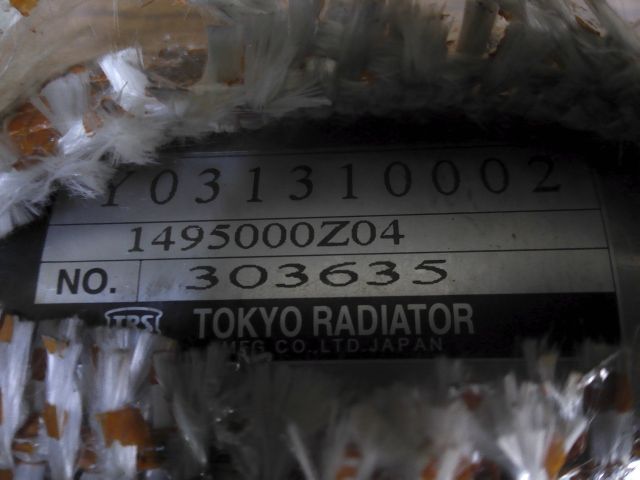 Y031310002
1495000Z04
NO. 303635
TRS TOKYO RADIATOR
MFG.CO.,LTD.JAPAN